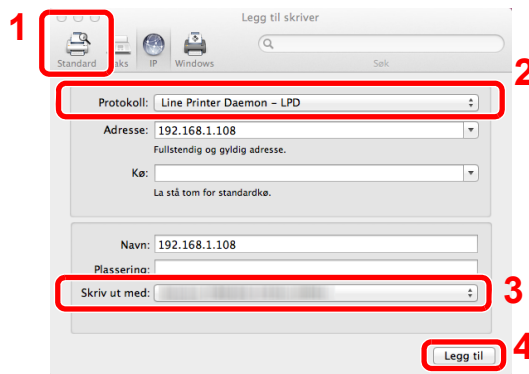 Legg til skriver
1
Standard Faks IP Windows Søk
2
Protokoll: Line Printer Daemon – LPD
Adresse: 192.168.1.108
Fullstendig og gyldig adresse.
Kø:
La stå tom for standardkø.
Navn: 192.168.1.108
Plassering:
Skriv ut med:
3
Legg til
4